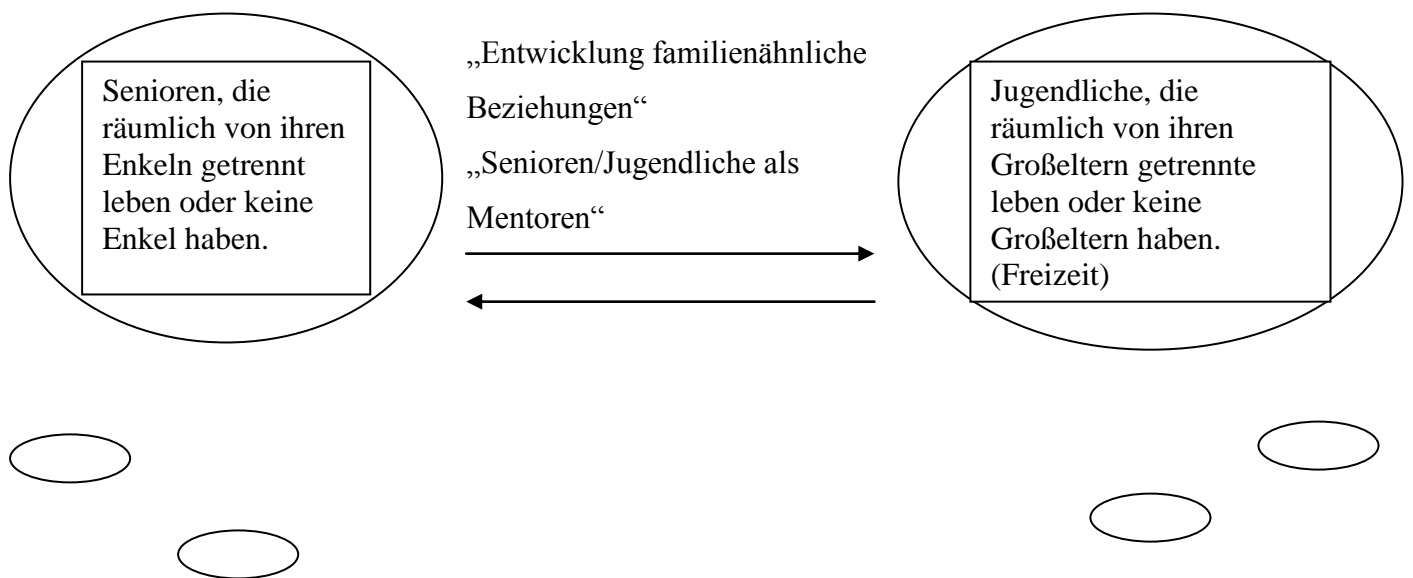 Senioren, die
räumlich von ihren
Enkeln getrennt
leben oder keine
Enkel haben.
„Entwicklung familienähnliche
Beziehungen“
„Senioren/Jugendliche als
Mentoren“
Jugendliche, die
räumlich von ihren
Großeltern getrennte
leben oder keine
Großeltern haben.
(Freizeit)